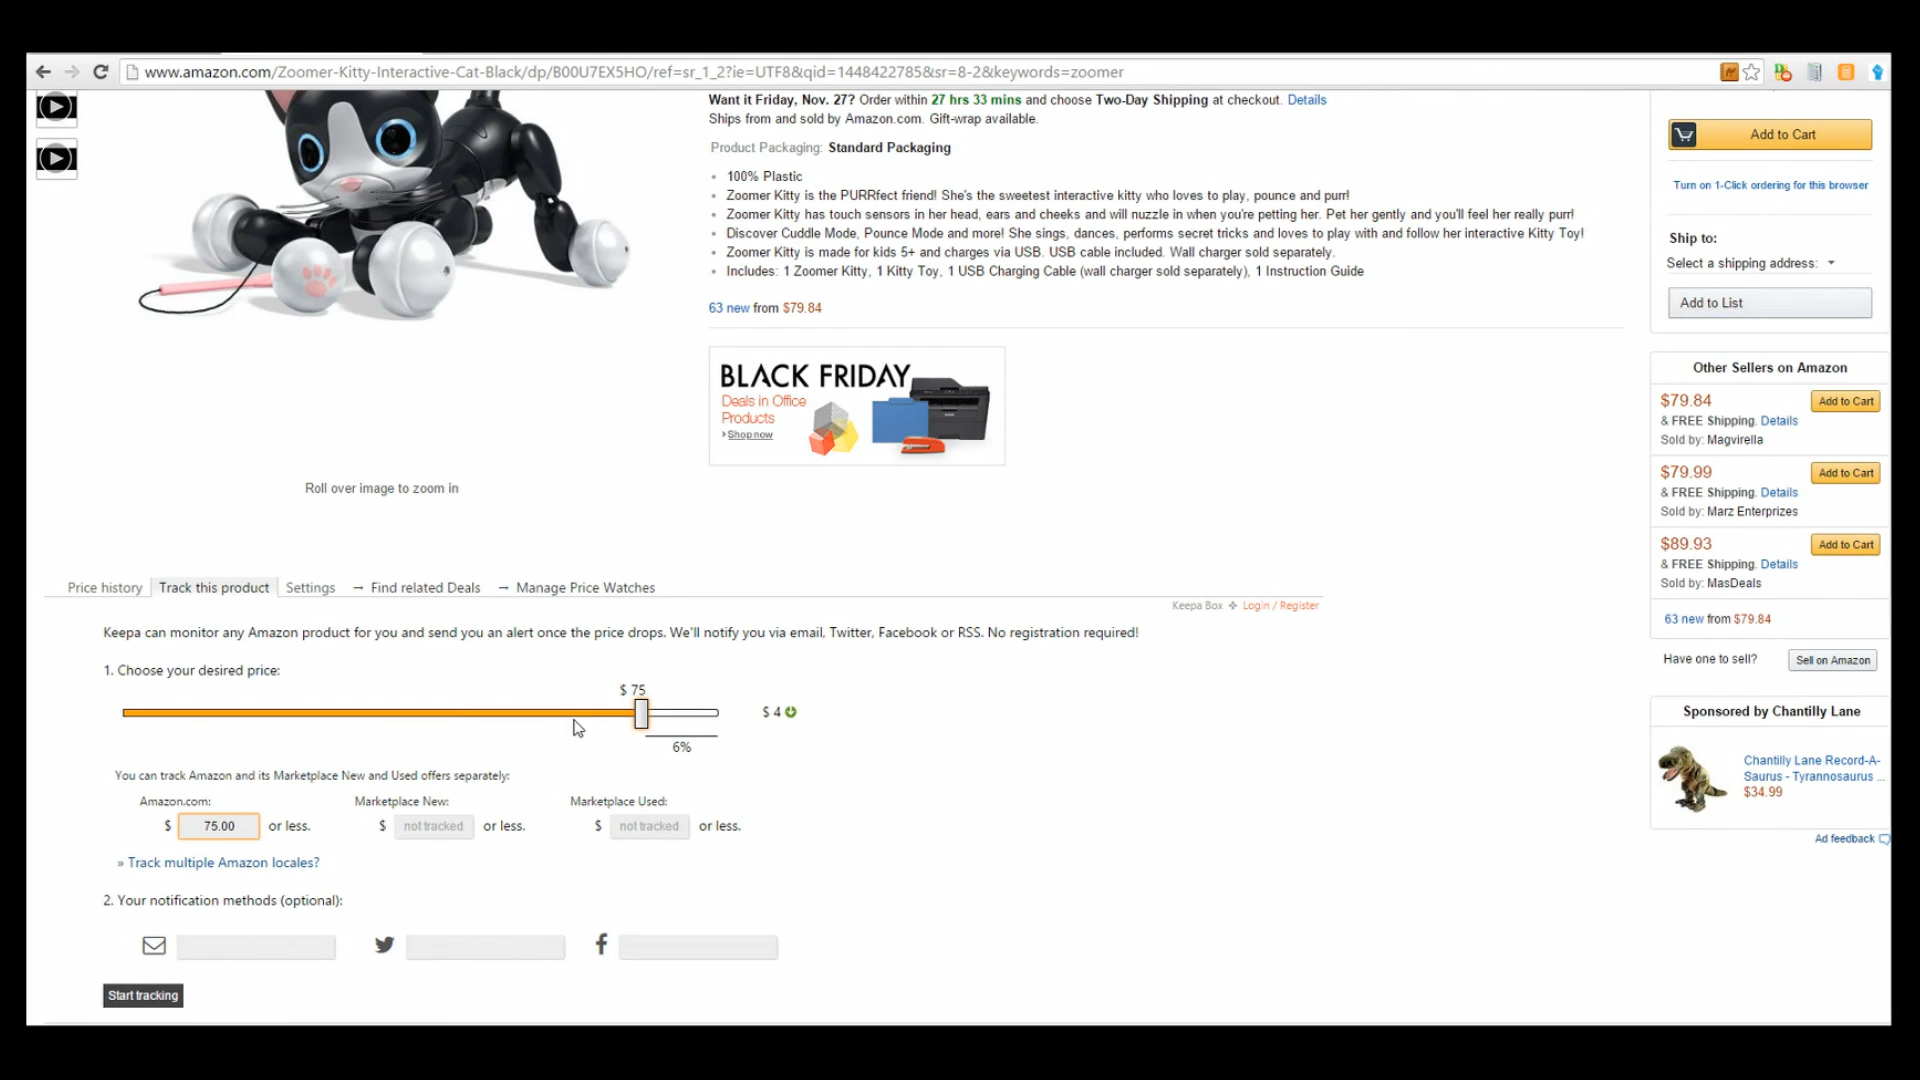 www.amazon.com/Zoomer-Kitty-Interactive-Cat-Black/dp/B00U7EX5HO/ref=sr_1_2?ie=UTF8&qid=1448422785&sr=8-2&keywords=zoomer
Want it Friday, Nov. 27? Order within 27 hrs 33 mins and choose Two-Day Shipping at checkout. Details
Ships from and sold by Amazon.com. Gift-wrap available.
Product Packaging: Standard Packaging
• 100% Plastic
• Zoomer Kitty is the PURRfect friend! She's the sweetest interactive kitty who loves to play, pounce and purr!
• Zoomer Kitty has touch sensors in her head, ears and cheeks and will nuzzle in when you're petting her. Pet her gently and you'll feel her really purr!
• Discover Cuddle Mode, Pounce Mode and more! She sings, dances, performs secret tricks and loves to play with and follow her interactive Kitty Toy!
• Zoomer Kitty is made for kids 5+ and charges via USB. USB cable included. Wall charger sold separately.
• Includes: 1 Zoomer Kitty, 1 Kitty Toy, 1 USB Charging Cable (wall charger sold separately), 1 Instruction Guide
63 new from $79.84
BLACK FRIDAY
Deals in Office
Products
› Shop now
Roll over image to zoom in
Add to Cart
Turn on 1-Click ordering for this browser
Ship to:
Select a shipping address:
Add to List
Other Sellers on Amazon
$79.84 Add to Cart
& FREE Shipping. Details
Sold by: Magvirella
$79.99 Add to Cart
& FREE Shipping. Details
Sold by: Marz Enterprizes
$89.93 Add to Cart
& FREE Shipping. Details
Sold by: MasDeals
63 new from $79.84
Have one to sell? Sell on Amazon
Sponsored by Chantilly Lane
Chantilly Lane Record-A-
Saurus - Tyrannosaurus ...
$34.99
Ad feedback
Price history Track this product Settings → Find related Deals → Manage Price Watches
Keepa Box Login / Register
Keepa can monitor any Amazon product for you and send you an alert once the price drops. We'll notify you via email, Twitter, Facebook or RSS. No registration required!
1. Choose your desired price:
$ 75
$ 4
6%
You can track Amazon and its Marketplace New and Used offers separately:
Amazon.com: Marketplace New: Marketplace Used:
$ 75.00 or less. $ not tracked or less. $ not tracked or less.
» Track multiple Amazon locales?
2. Your notification methods (optional):
Start tracking